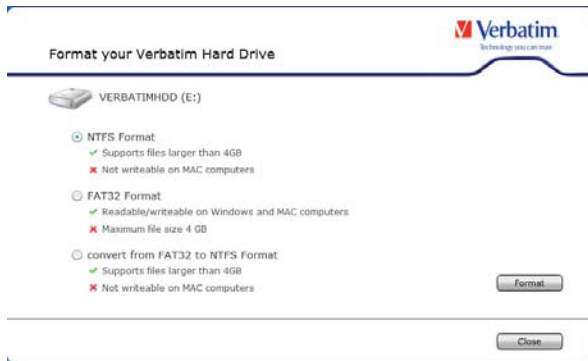 Verbatim
Technology you can trust
Format your Verbatim Hard Drive
VERBATIMHDD (E:)
NTFS Format
Supports files larger than 4GB
Not writeable on MAC computers
FAT32 Format
Readable/writeable on Windows and MAC computers
Maximum file size 4 GB
convert from FAT32 to NTFS Format
Supports files larger than 4GB
Not writeable on MAC computers
Format
Close